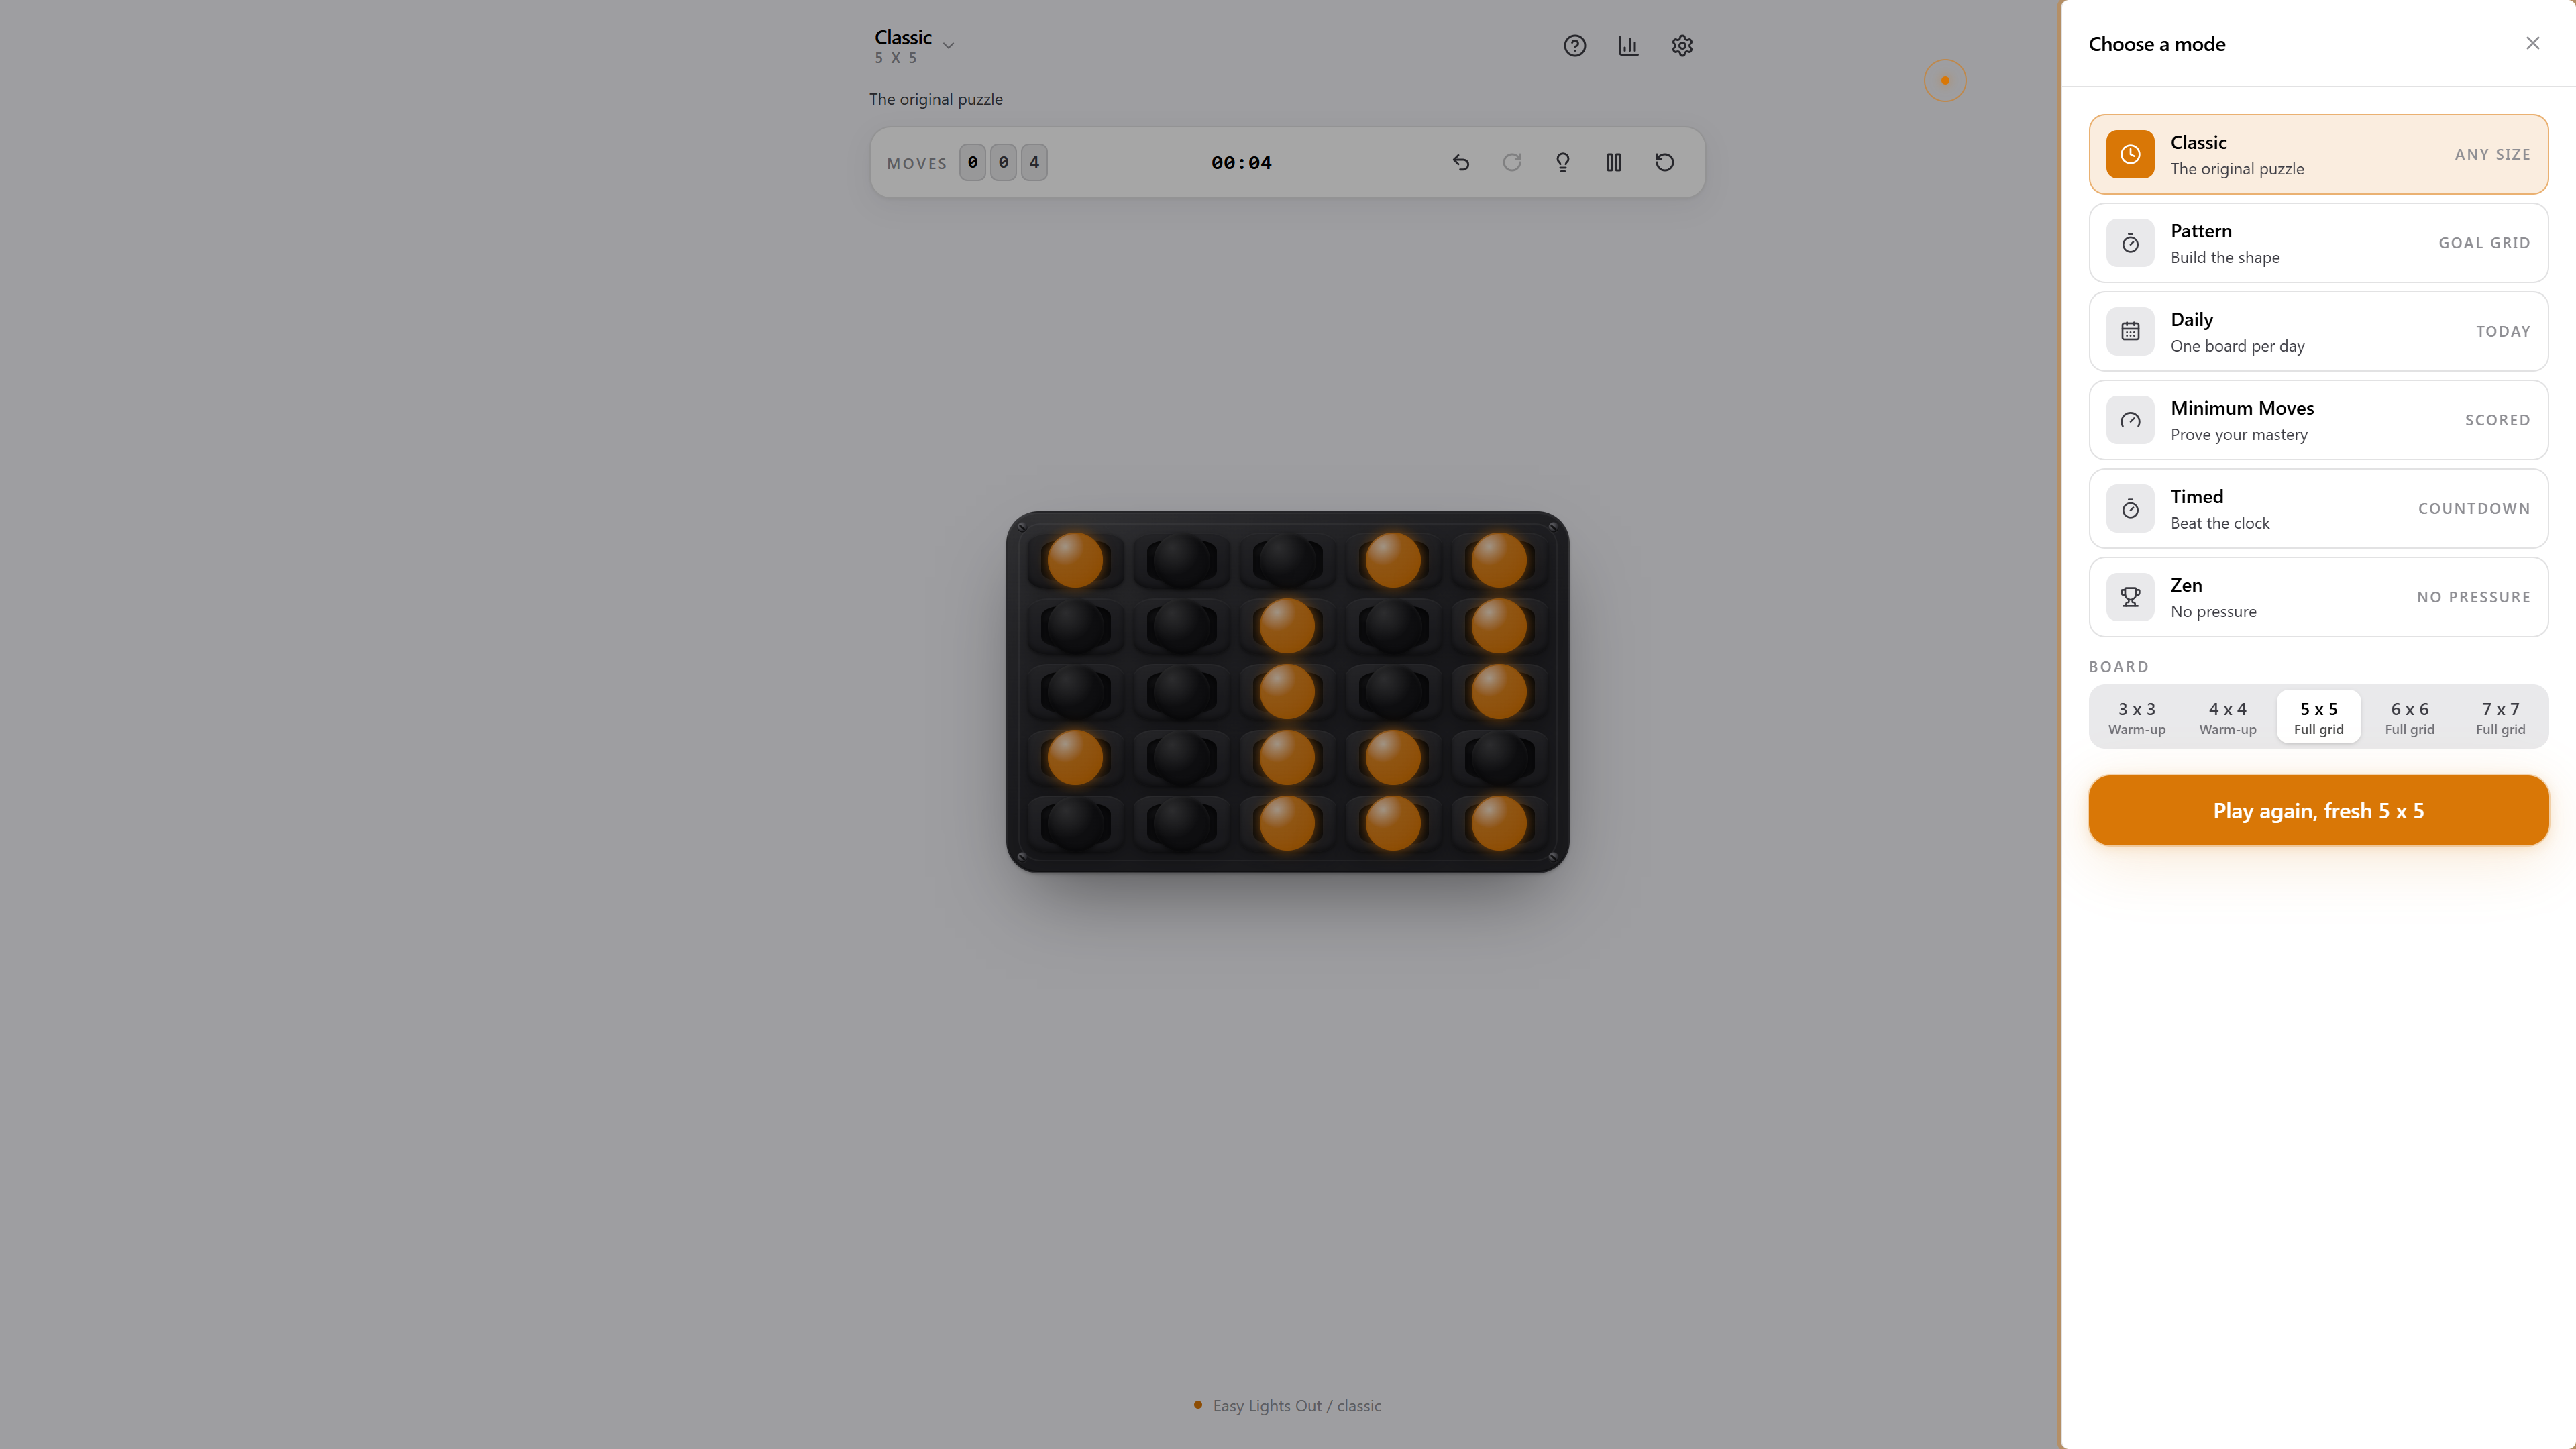 Classic
5 X 5
The original puzzle
MOVES 0 0 4
00:04
Easy Lights Out / classic
Choose a mode
Classic
The original puzzle
ANY SIZE
Pattern
Build the shape
GOAL GRID
Daily
One board per day
TODAY
Minimum Moves
Prove your mastery
SCORED
Timed
Beat the clock
COUNTDOWN
Zen
No pressure
NO PRESSURE
BOARD
3 x 3
Warm-up
4 x 4
Warm-up
5 x 5
Full grid
6 x 6
Full grid
7 x 7
Full grid
Play again, fresh 5 x 5